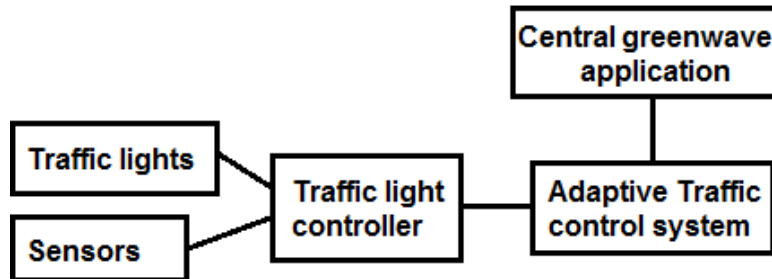 Central greenwave
application
Traffic lights
Traffic light
controller
Adaptive Traffic
control system
Sensors